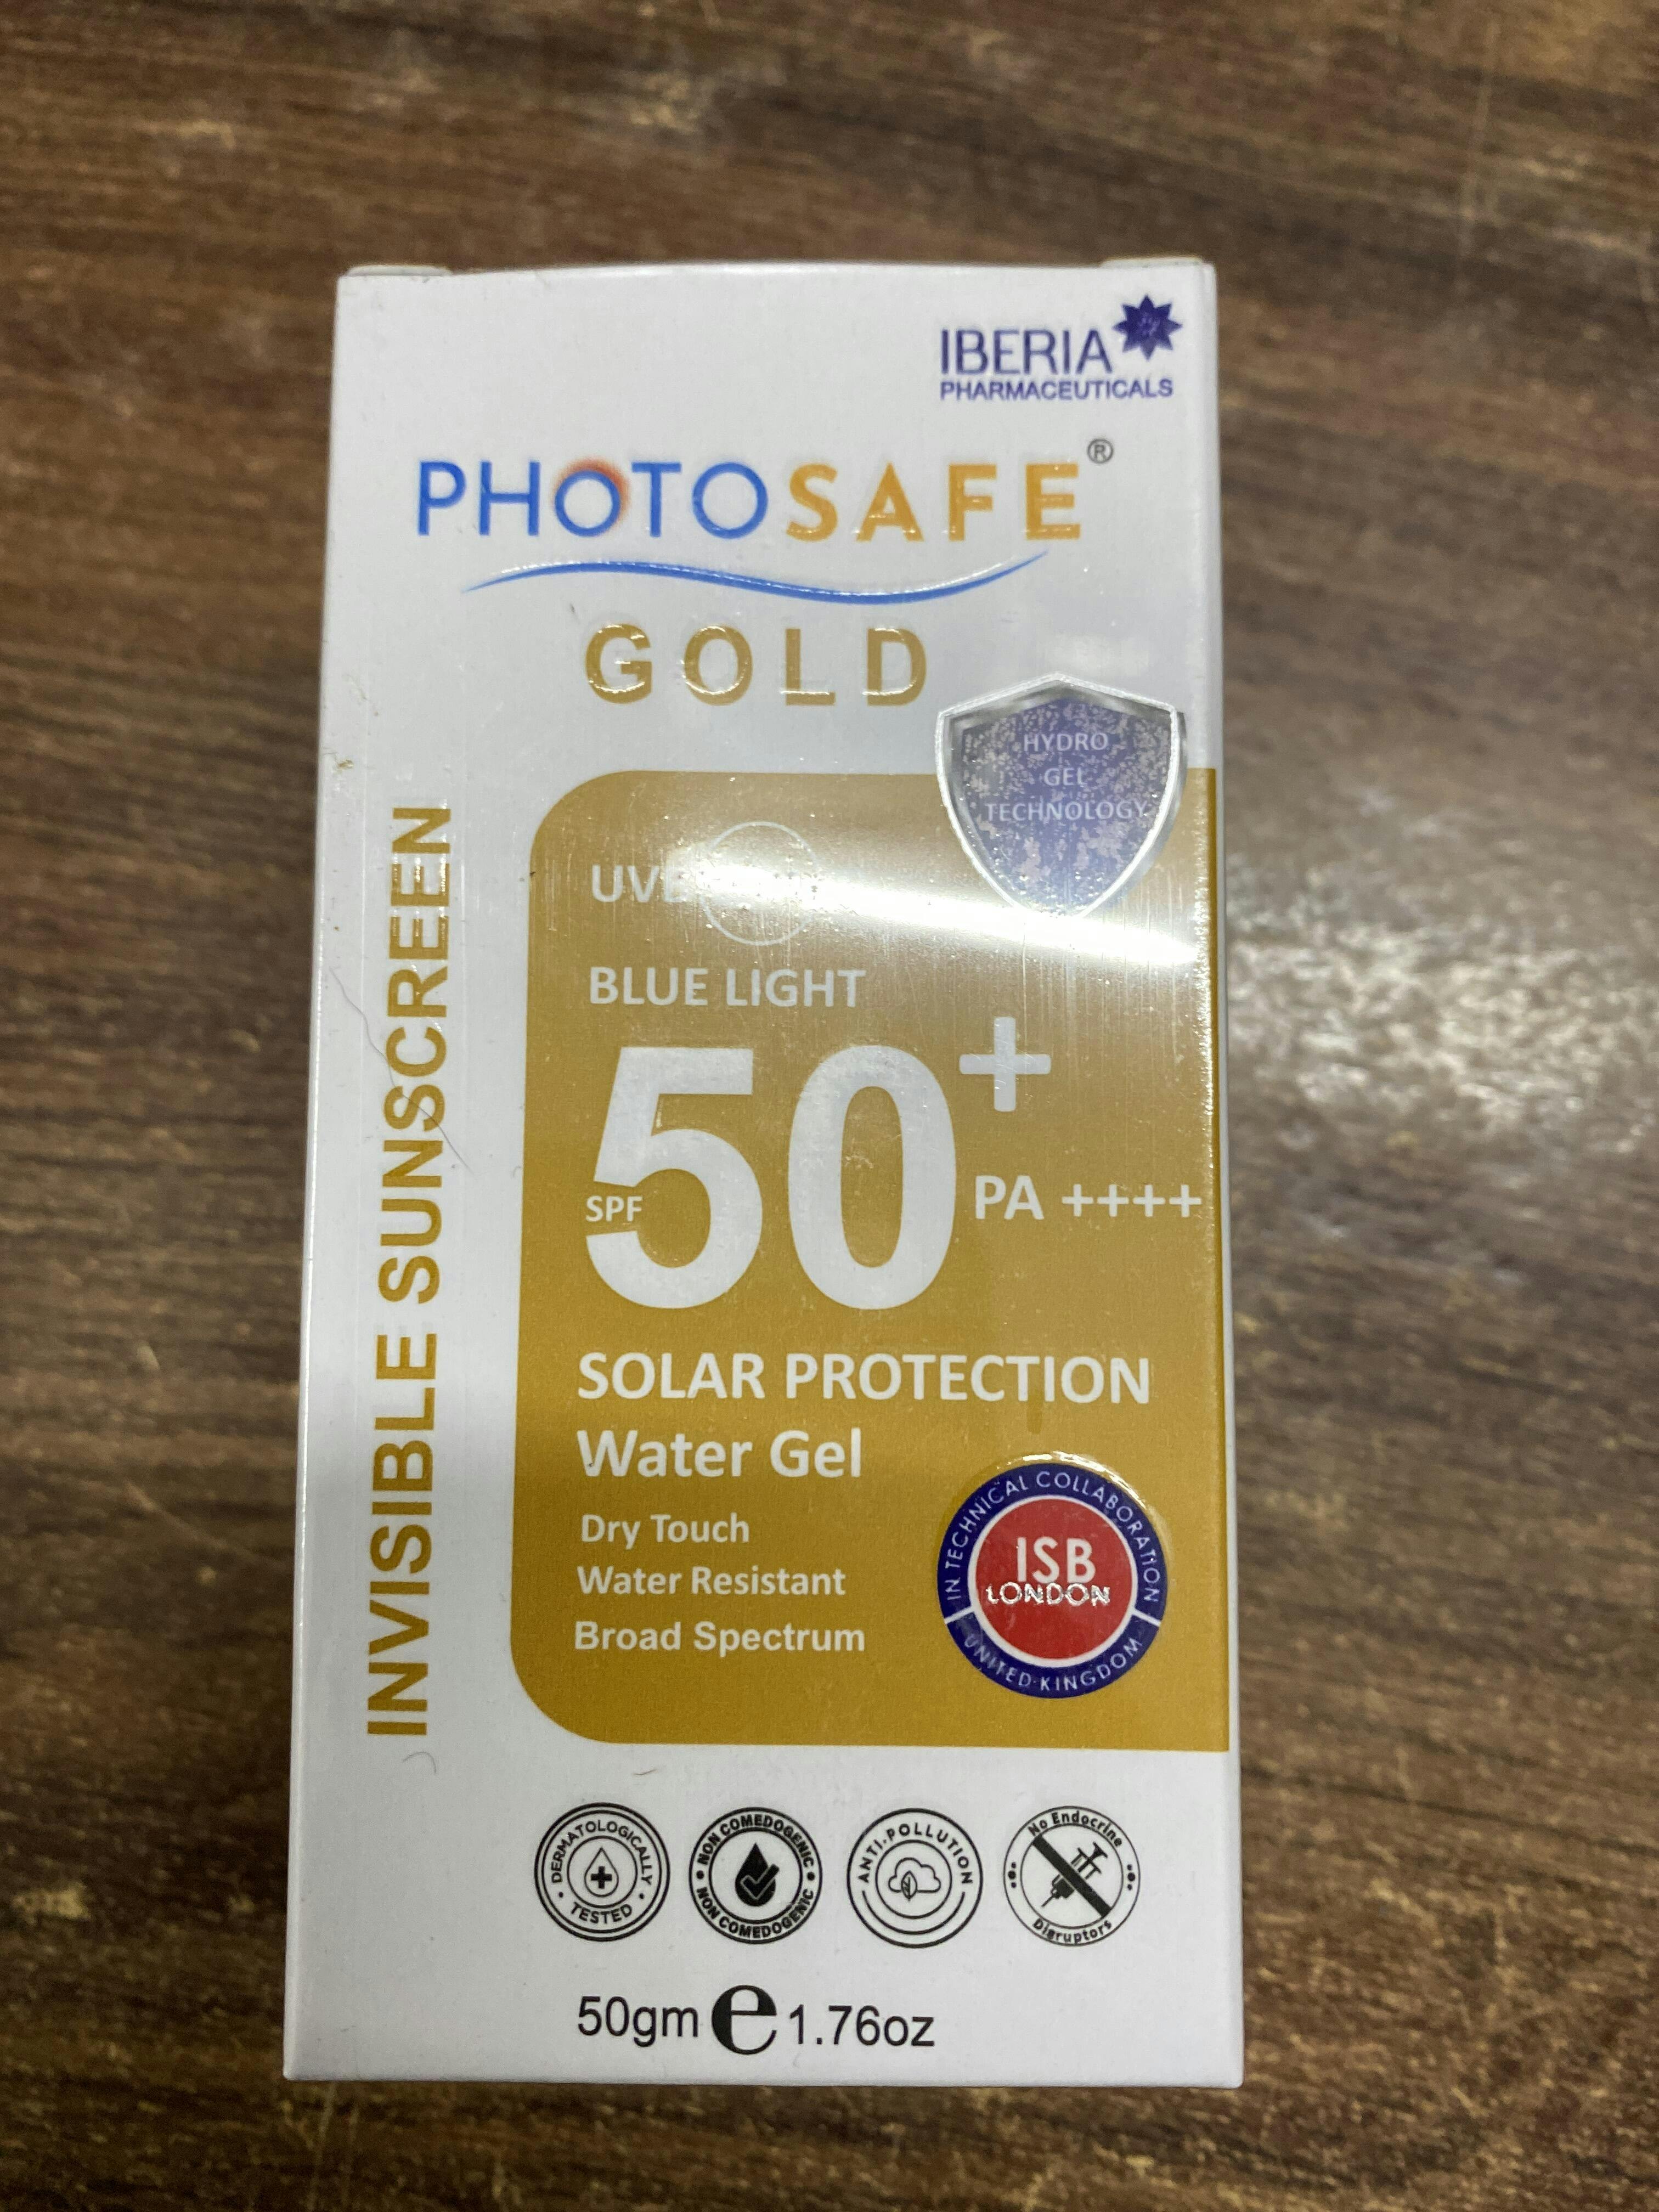 IBERIA
PHARMACEUTICALS
PHOTOSAFE®
GOLD
HYDRO
GEL
TECHNOLOGY
INVISIBLE SUNSCREEN
BLUE LIGHT
SPF 50+
PA ++++
SOLAR PROTECTION
Water Gel
Dry Touch
Water Resistant
Broad Spectrum
IN TECHNICAL COLLABORATION
ISB
LONDON
UNITED KINGDOM
DERMATOLOGICALLY
TESTED
NON COMEDOGENIC
NON COMEDOGENIC
ANTI-POLLUTION
No Endocrine
Disruptors
50gm e 1.76oz